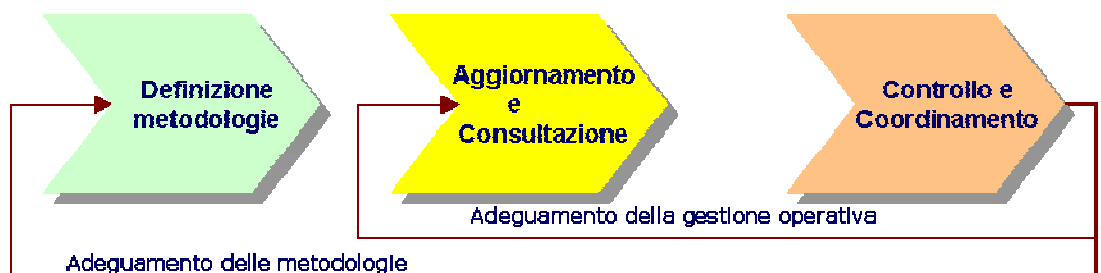 Definizione
metodologie
Aggiornamento
e
Consultazione
Controllo e
Coordinamento
Adeguamento della gestione operativa
Adeguamento delle metodologie